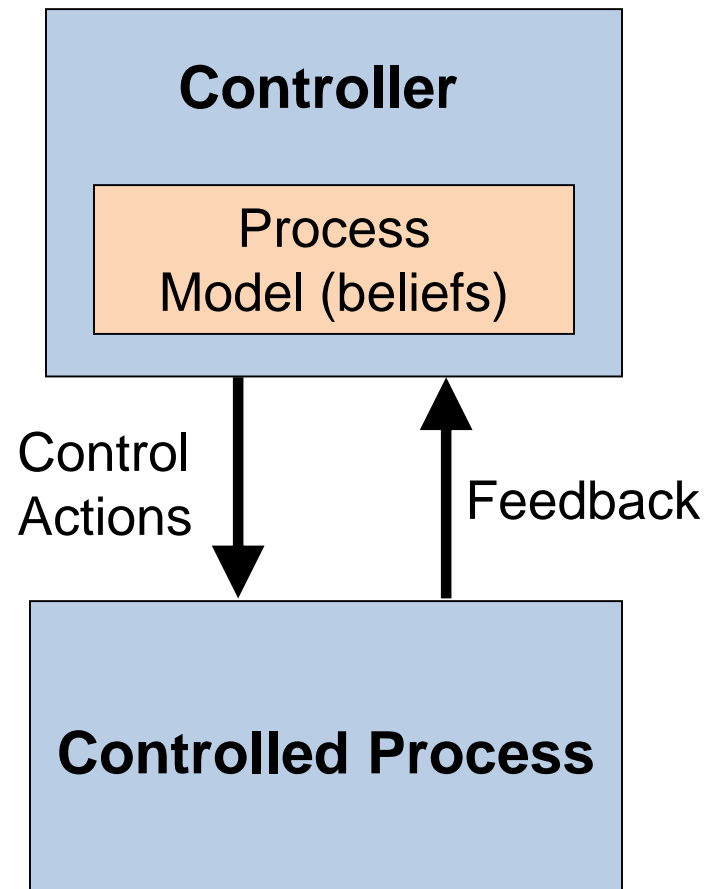 Controller
Process
Model (beliefs)
Control
Actions
Feedback
Controlled Process